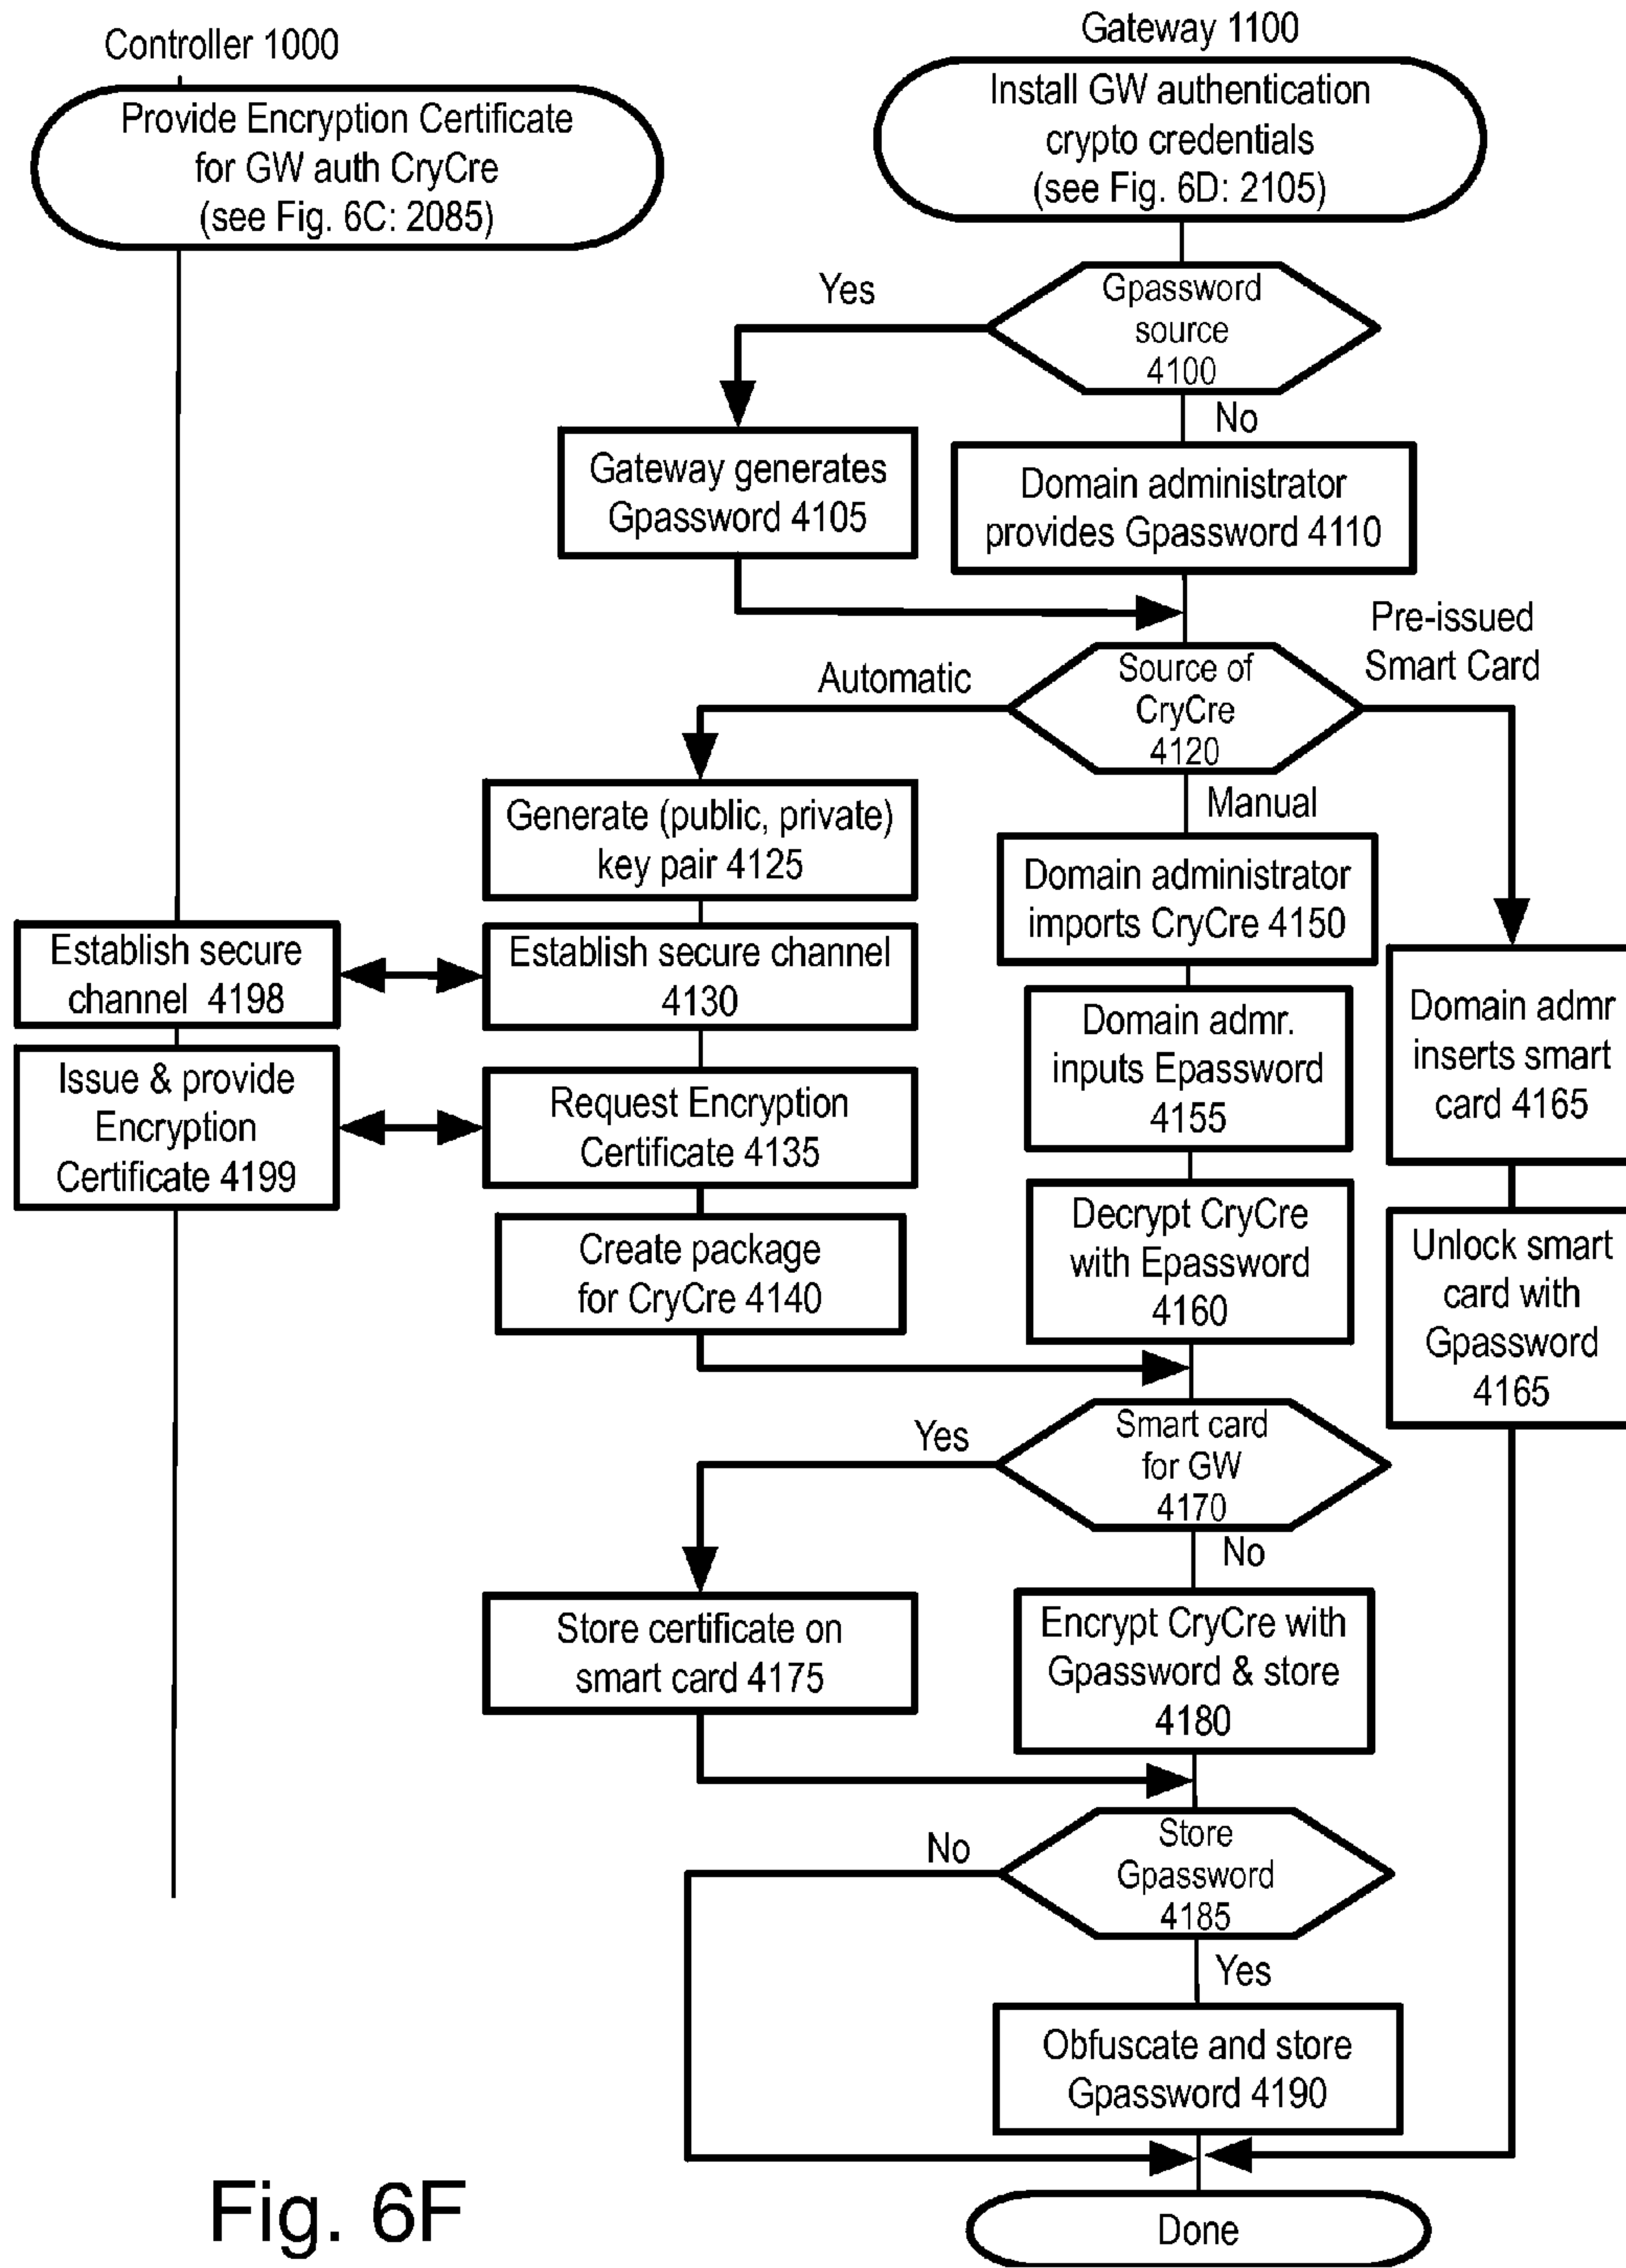 Controller 1000
Provide Encryption Certificate
for GW auth CryCre
(see Fig. 6C: 2085)
Gateway 1100
Install GW authentication
crypto credentials
(see Fig. 6D: 2105)
Yes
Gpassword
source
4100
No
Gateway generates
Gpassword 4105
Domain administrator
provides Gpassword 4110
Pre-issued
Smart Card
Automatic
Source of
CryCre
4120
Manual
Generate (public, private)
key pair 4125
Domain administrator
imports CryCre 4150
Establish secure
channel 4198
Establish secure channel
4130
Domain admr.
inputs Epassword
4155
Domain admr
inserts smart
card 4165
Issue & provide
Encryption
Certificate 4199
Request Encryption
Certificate 4135
Decrypt CryCre
with Epassword
4160
Unlock smart
card with
Gpassword
4165
Create package
for CryCre 4140
Yes
Smart card
for GW
4170
No
Store certificate on
smart card 4175
Encrypt CryCre with
Gpassword & store
4180
No
Store
Gpassword
4185
Yes
Obfuscate and store
Gpassword 4190
Done
Fig. 6F